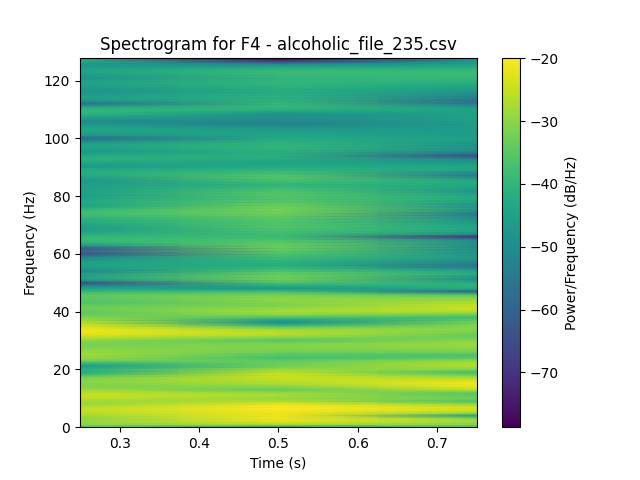 Spectrogram for F4 - alcoholic_file_235.csv
120
100
80
60
40
20
0
Frequency (Hz)
0.3 0.4 0.5 0.6 0.7
Time (s)
−20
−30
−40
−50
−60
−70
Power/Frequency (dB/Hz)